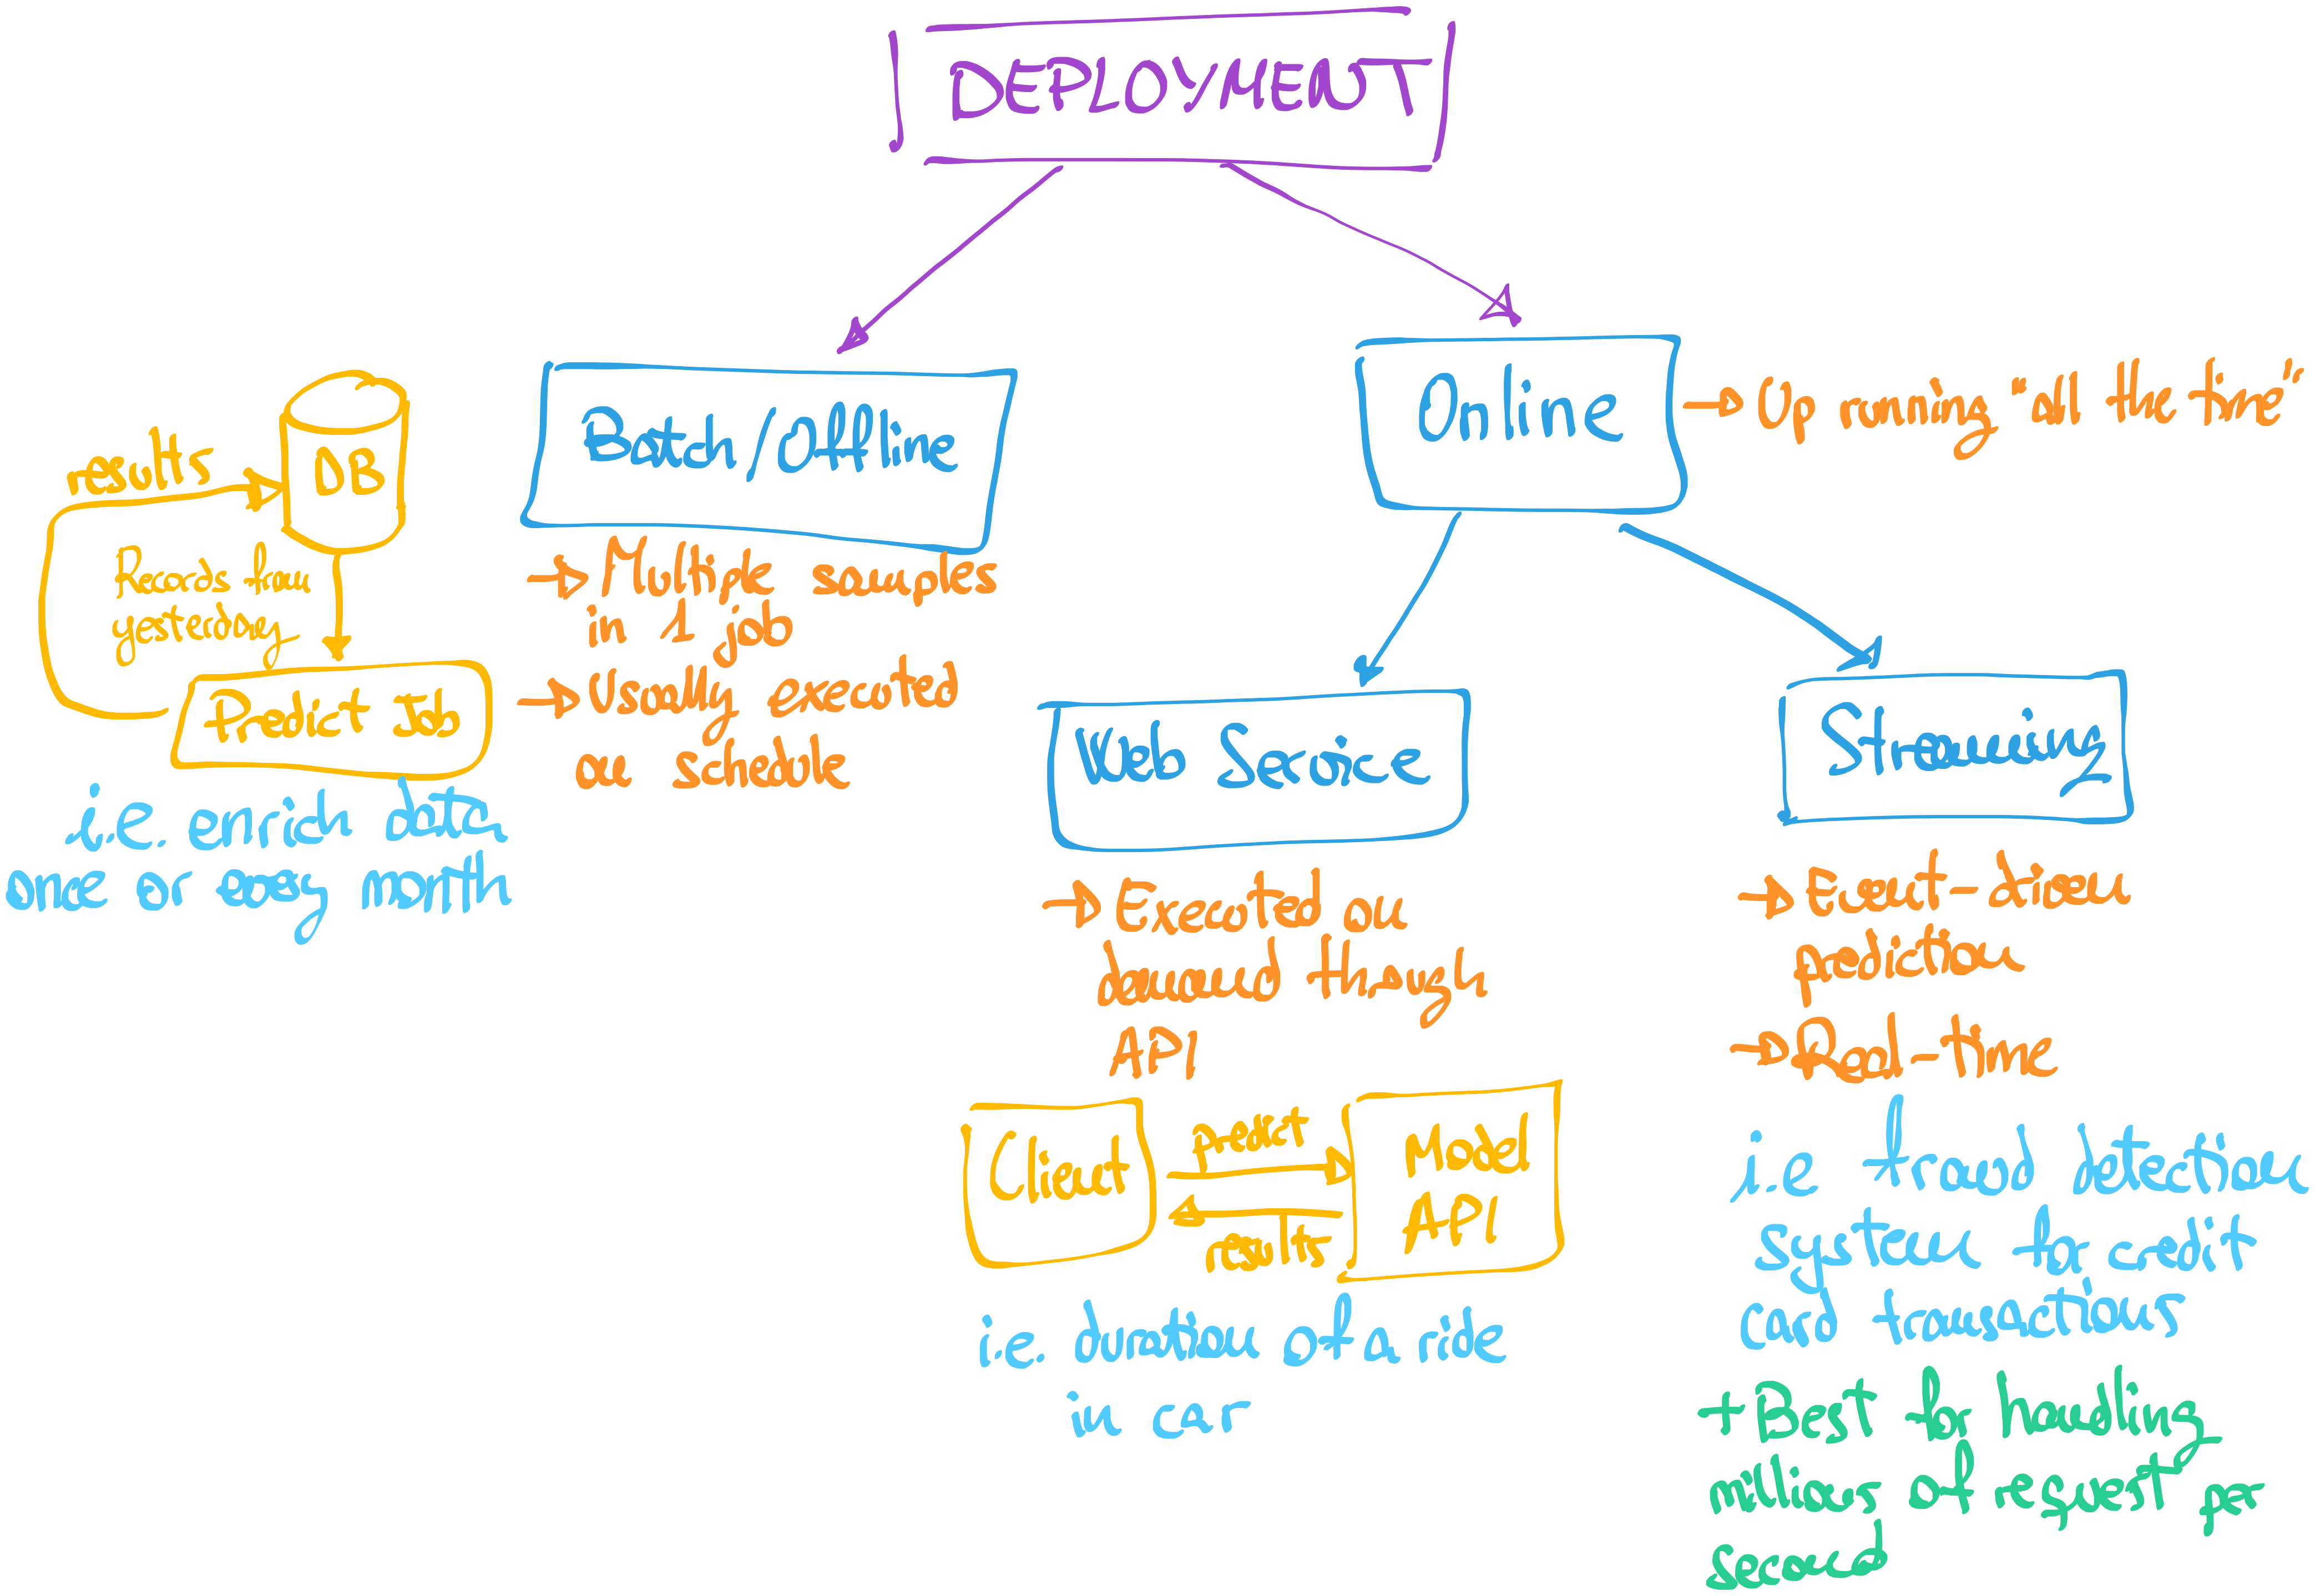 DEPLOYMENT
Batch/offline
→ Multiple samples
in 1 job
→ Usually executed
on schedule
results
DB
Records from
yesterday
Predict Job
i.e. enrich data
once or every month
Online
→ Up running "all the time"
Web Service
→ Executed on
demand through
API
Client
predict
results
Model
API
i.e. duration of a ride
in car
Streaming
→ Event-driven
prediction
→ Real-time
i.e fraud detection
system for credit
card transactions
+ Best for handling
millions of request per
second